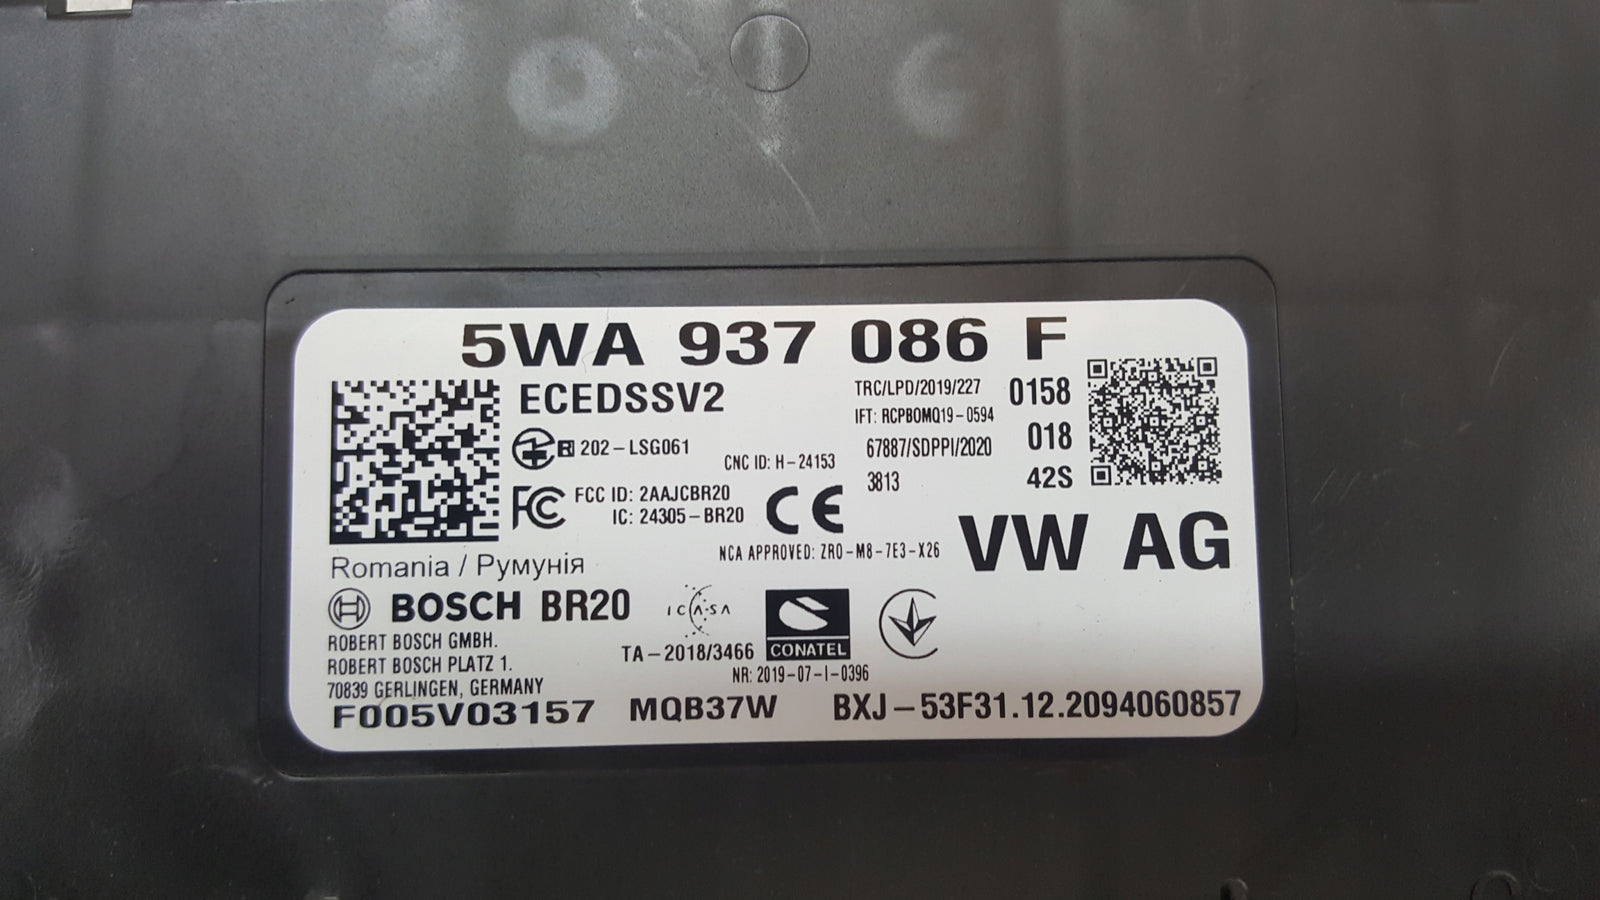 5WA 937 086 F
ECEDSSV2
TRC/LPD/2019/227
0158
IFT: RCPBOMQ19-0594
R 202-LSG061
67887/SDPPI/2020
018
CNC ID: H-24153
3813
42S
FCC ID: 2AAJCBR20
IC: 24305-BR20
CE
NCA APPROVED: ZRO-M8-7E3-X26
VW AG
Romania / Румунія
BOSCH BR20
ICASA
CONATEL
ROBERT BOSCH GMBH.
ROBERT BOSCH PLATZ 1.
70839 GERLINGEN, GERMANY
TA-2018/3466
NR: 2019-07-I-0396
F005V03157 MQB37W BXJ-53F31.12.2094060857